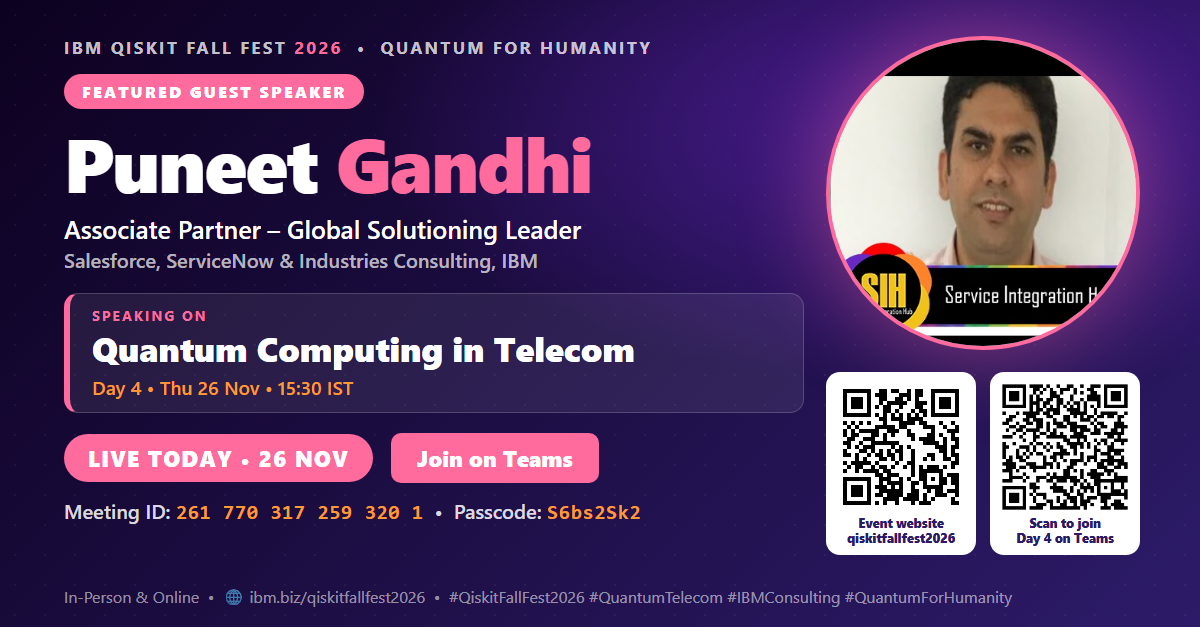 IBM QISKIT FALL FEST 2026 • QUANTUM FOR HUMANITY
FEATURED GUEST SPEAKER
Puneet Gandhi
Associate Partner – Global Solutioning Leader
Salesforce, ServiceNow & Industries Consulting, IBM
SIH
Service Integration H
SPEAKING ON
Quantum Computing in Telecom
Day 4 • Thu 26 Nov • 15:30 IST
LIVE TODAY • 26 NOV
Join on Teams
Meeting ID: 261 770 317 259 320 1 • Passcode: S6bs2Sk2
Event website
qiskitfallfest2026
Scan to join
Day 4 on Teams
In-Person & Online • 🌐 ibm.biz/qiskitfallfest2026 • #QiskitFallFest2026 #QuantumTelecom #IBMConsulting #QuantumForHumanity